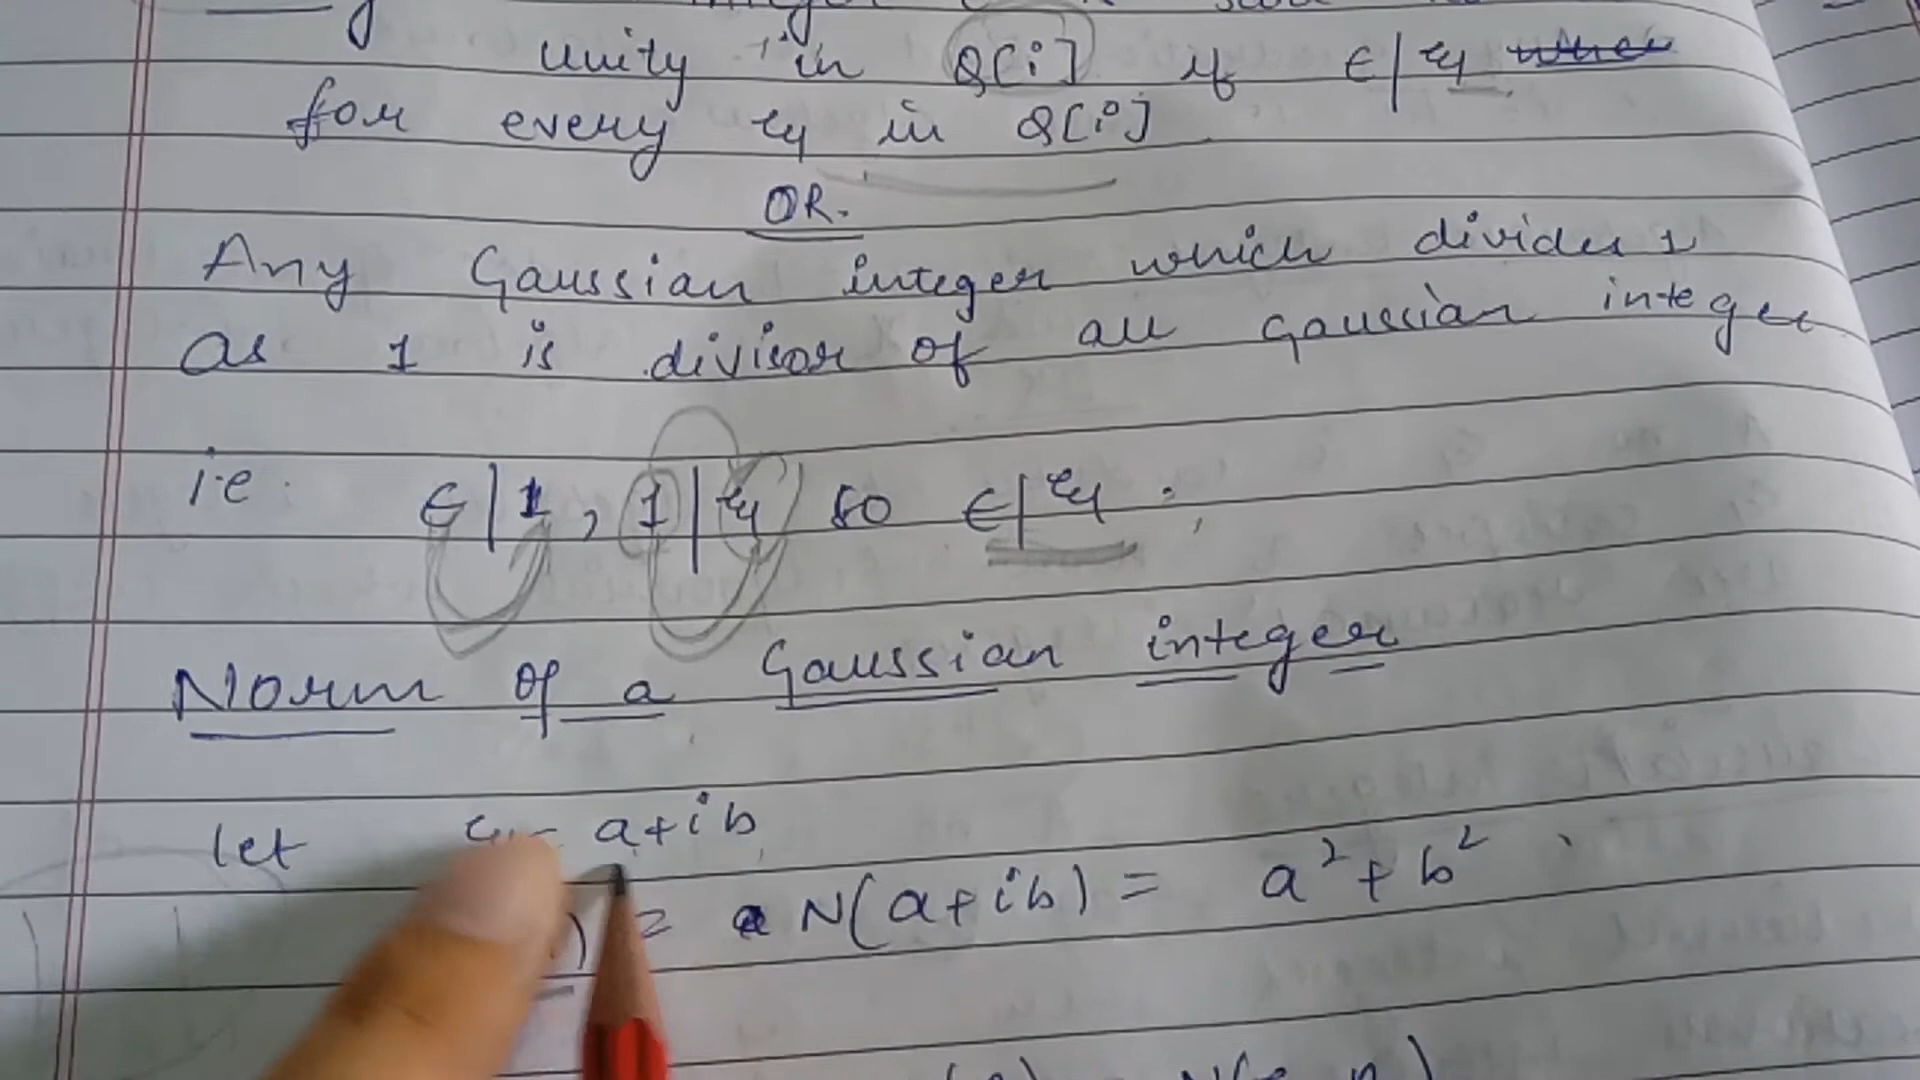 unity in Q[i] if ϵ|ξ
for every ξ in Q[i]
OR.
Any Gaussian integer which divides 1
as 1 is divisor of all Gaussian integer
i.e. ϵ|1, 1|ξ so ϵ|ξ.
Norm of a Gaussian integer
let a+ib
) = N(a+ib) = a²+b²